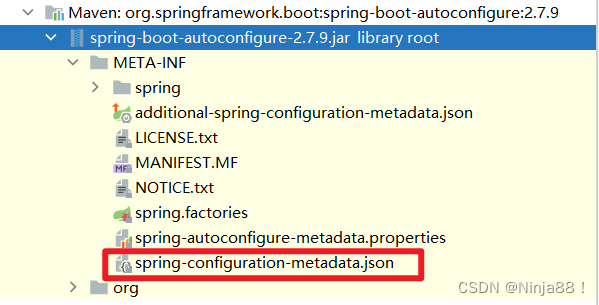 Maven: org.springframework.boot:spring-boot-autoconfigure:2.7.9
spring-boot-autoconfigure-2.7.9.jar library root
META-INF
spring
additional-spring-configuration-metadata.json
LICENSE.txt
MANIFEST.MF
NOTICE.txt
spring.factories
spring-autoconfigure-metadata.properties
spring-configuration-metadata.json
org
CSDN @Ninja88！